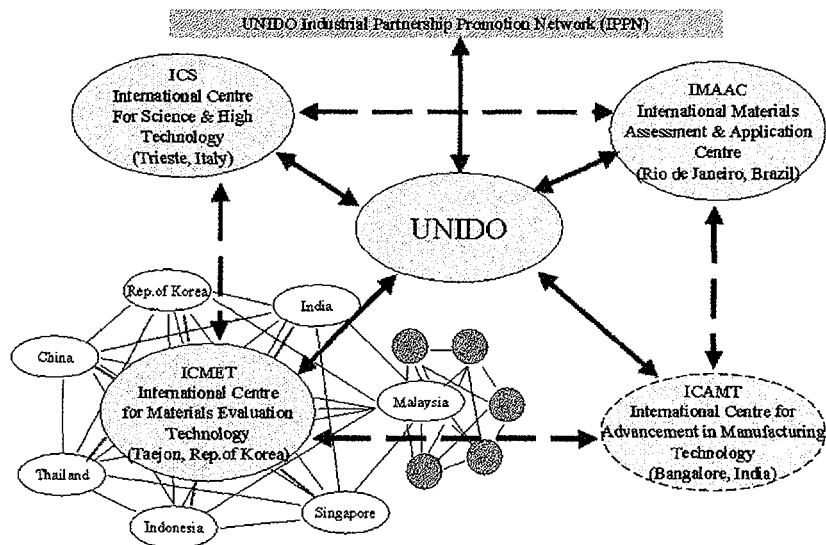 UNIDO Industrial Partnership Promotion Network (IPPN)
ICS
International Centre
For Science & High
Technology
(Trieste, Italy)
IMAAC
International Materials
Assessment & Application
Centre
(Rio de Janeiro, Brazil)
UNIDO
Rep.of Korea
India
China
ICMET
International Centre
for Materials Evaluation
Technology
(Taejon, Rep.of Korea)
Malaysia
ICAMT
International Centre for
Advancement in Manufacturing
Technology
(Bangalore, India)
Thailand
Indonesia
Singapore